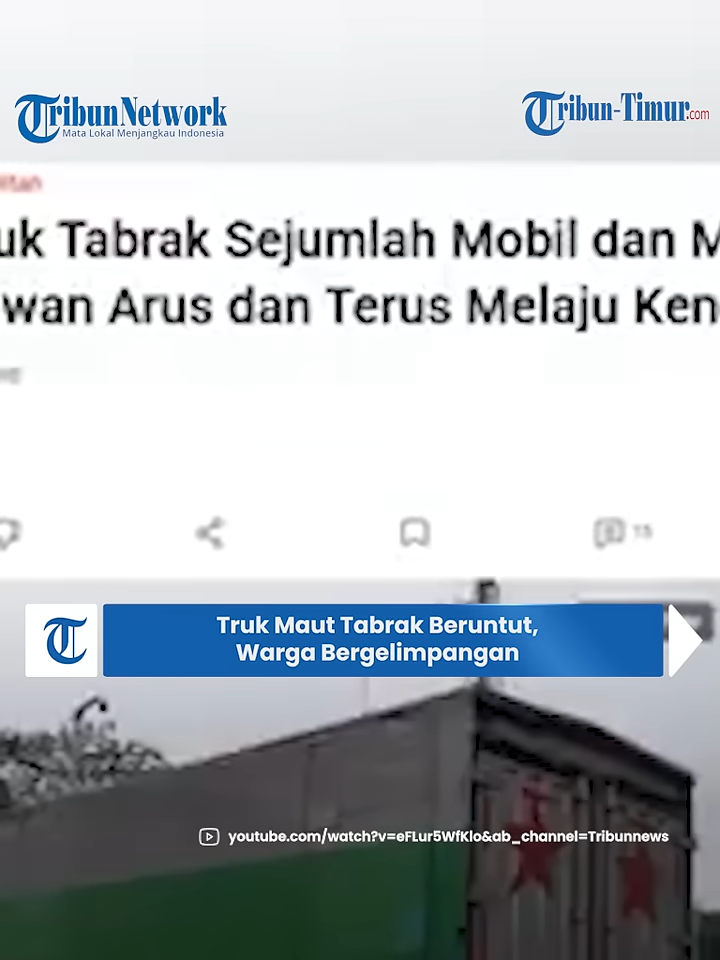 TribunNetwork
Mata Lokal Menjangkau Indonesia
Tribun-Timur.com
uk Tabrak Sejumlah Mobil dan M
wan Arus dan Terus Melaju Ken
15
Truk Maut Tabrak Beruntut,
Warga Bergelimpangan
youtube.com/watch?v=eFLur5WfKlo&ab_channel=Tribunnews